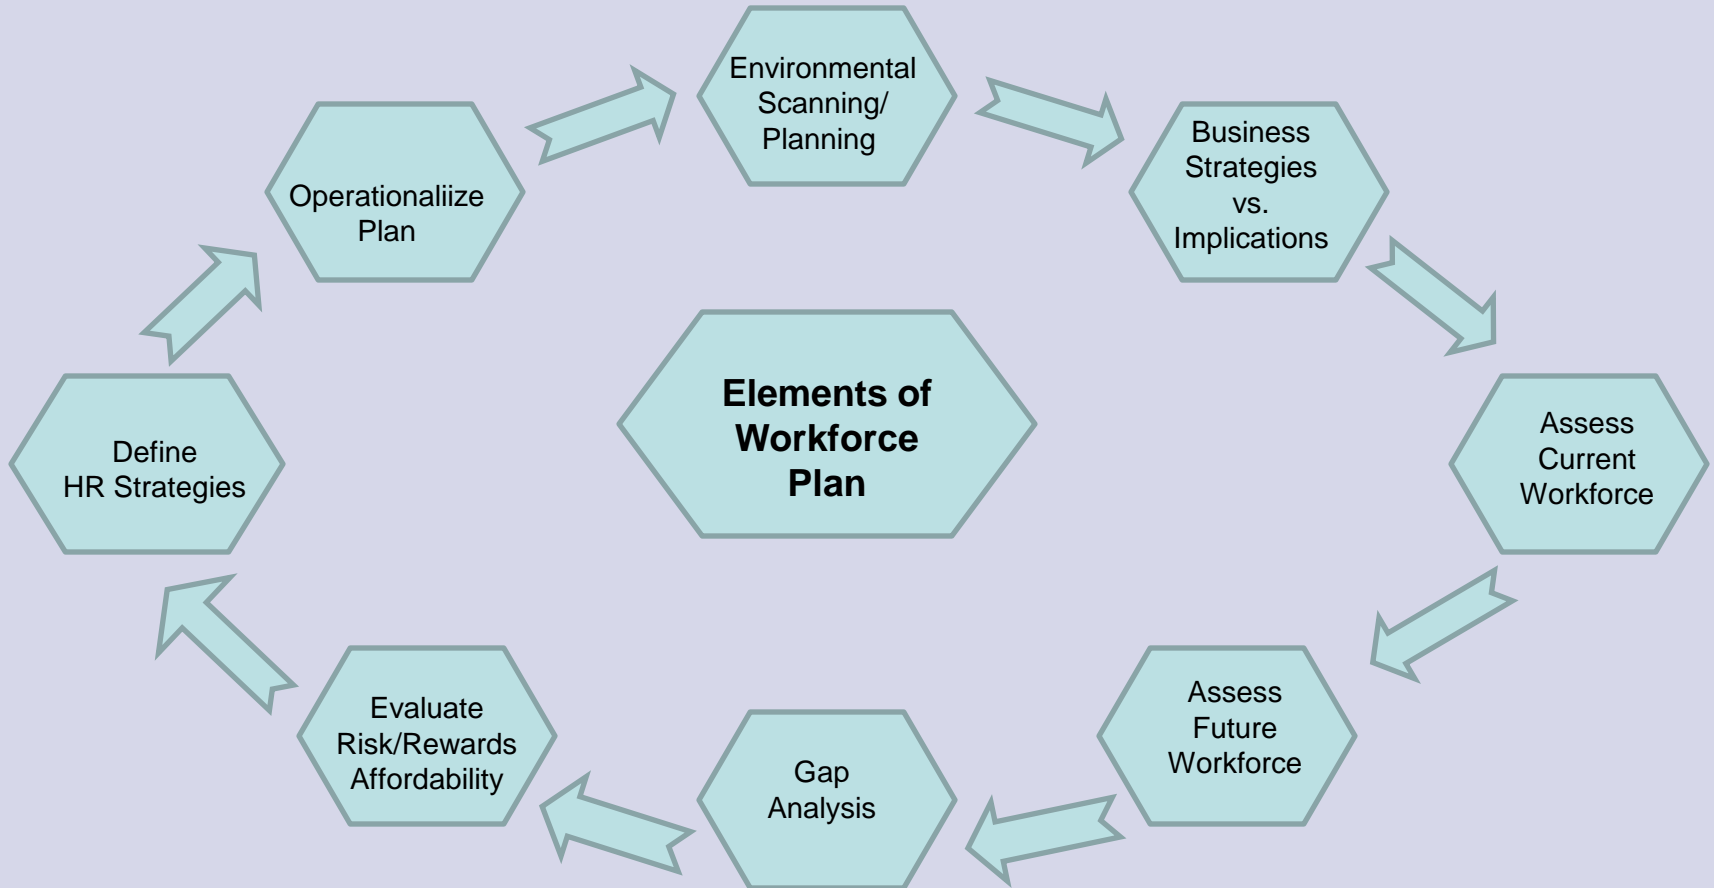 Environmental
Scanning/
Planning
Business
Strategies
vs.
Implications
Assess
Current
Workforce
Assess
Future
Workforce
Gap
Analysis
Evaluate
Risk/Rewards
Affordability
Define
HR Strategies
Operationaliize
Plan
Elements of
Workforce
Plan